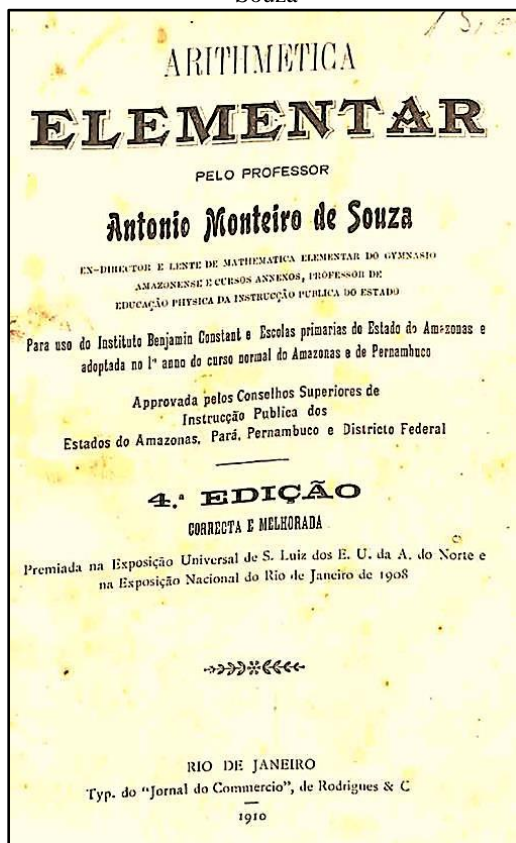 Souza
ARITHMETICA
ELEMENTAR
PELO PROFESSOR
Antonio Monteiro de Souza
EX-DIRECTOR E LENTE DE MATHEMATICA ELEMENTAR DO GYMNASIO
AMAZONENSE E CURSOS ANNEXOS, PROFESSOR DE
EDUCAÇÃO PHYSICA DA INSTRUCÇÃO PUBLICA DO ESTADO
Para uso do Instituto Benjamin Constant e Escolas primarias do Estado do Amazonas e
adoptada no 1º anno do curso normal do Amazonas e de Pernambuco
Approvada pelos Conselhos Superiores de
Instrucção Publica dos
Estados do Amazonas, Pará, Pernambuco e Districto Federal
4.ª EDIÇÃO
CORRECTA E MELHORADA
Premiada na Exposição Universal de S. Luiz dos E. U. da A. do Norte e
na Exposição Nacional do Rio de Janeiro de 1908
RIO DE JANEIRO
Typ. do "Jornal do Commercio", de Rodrigues & C
1910